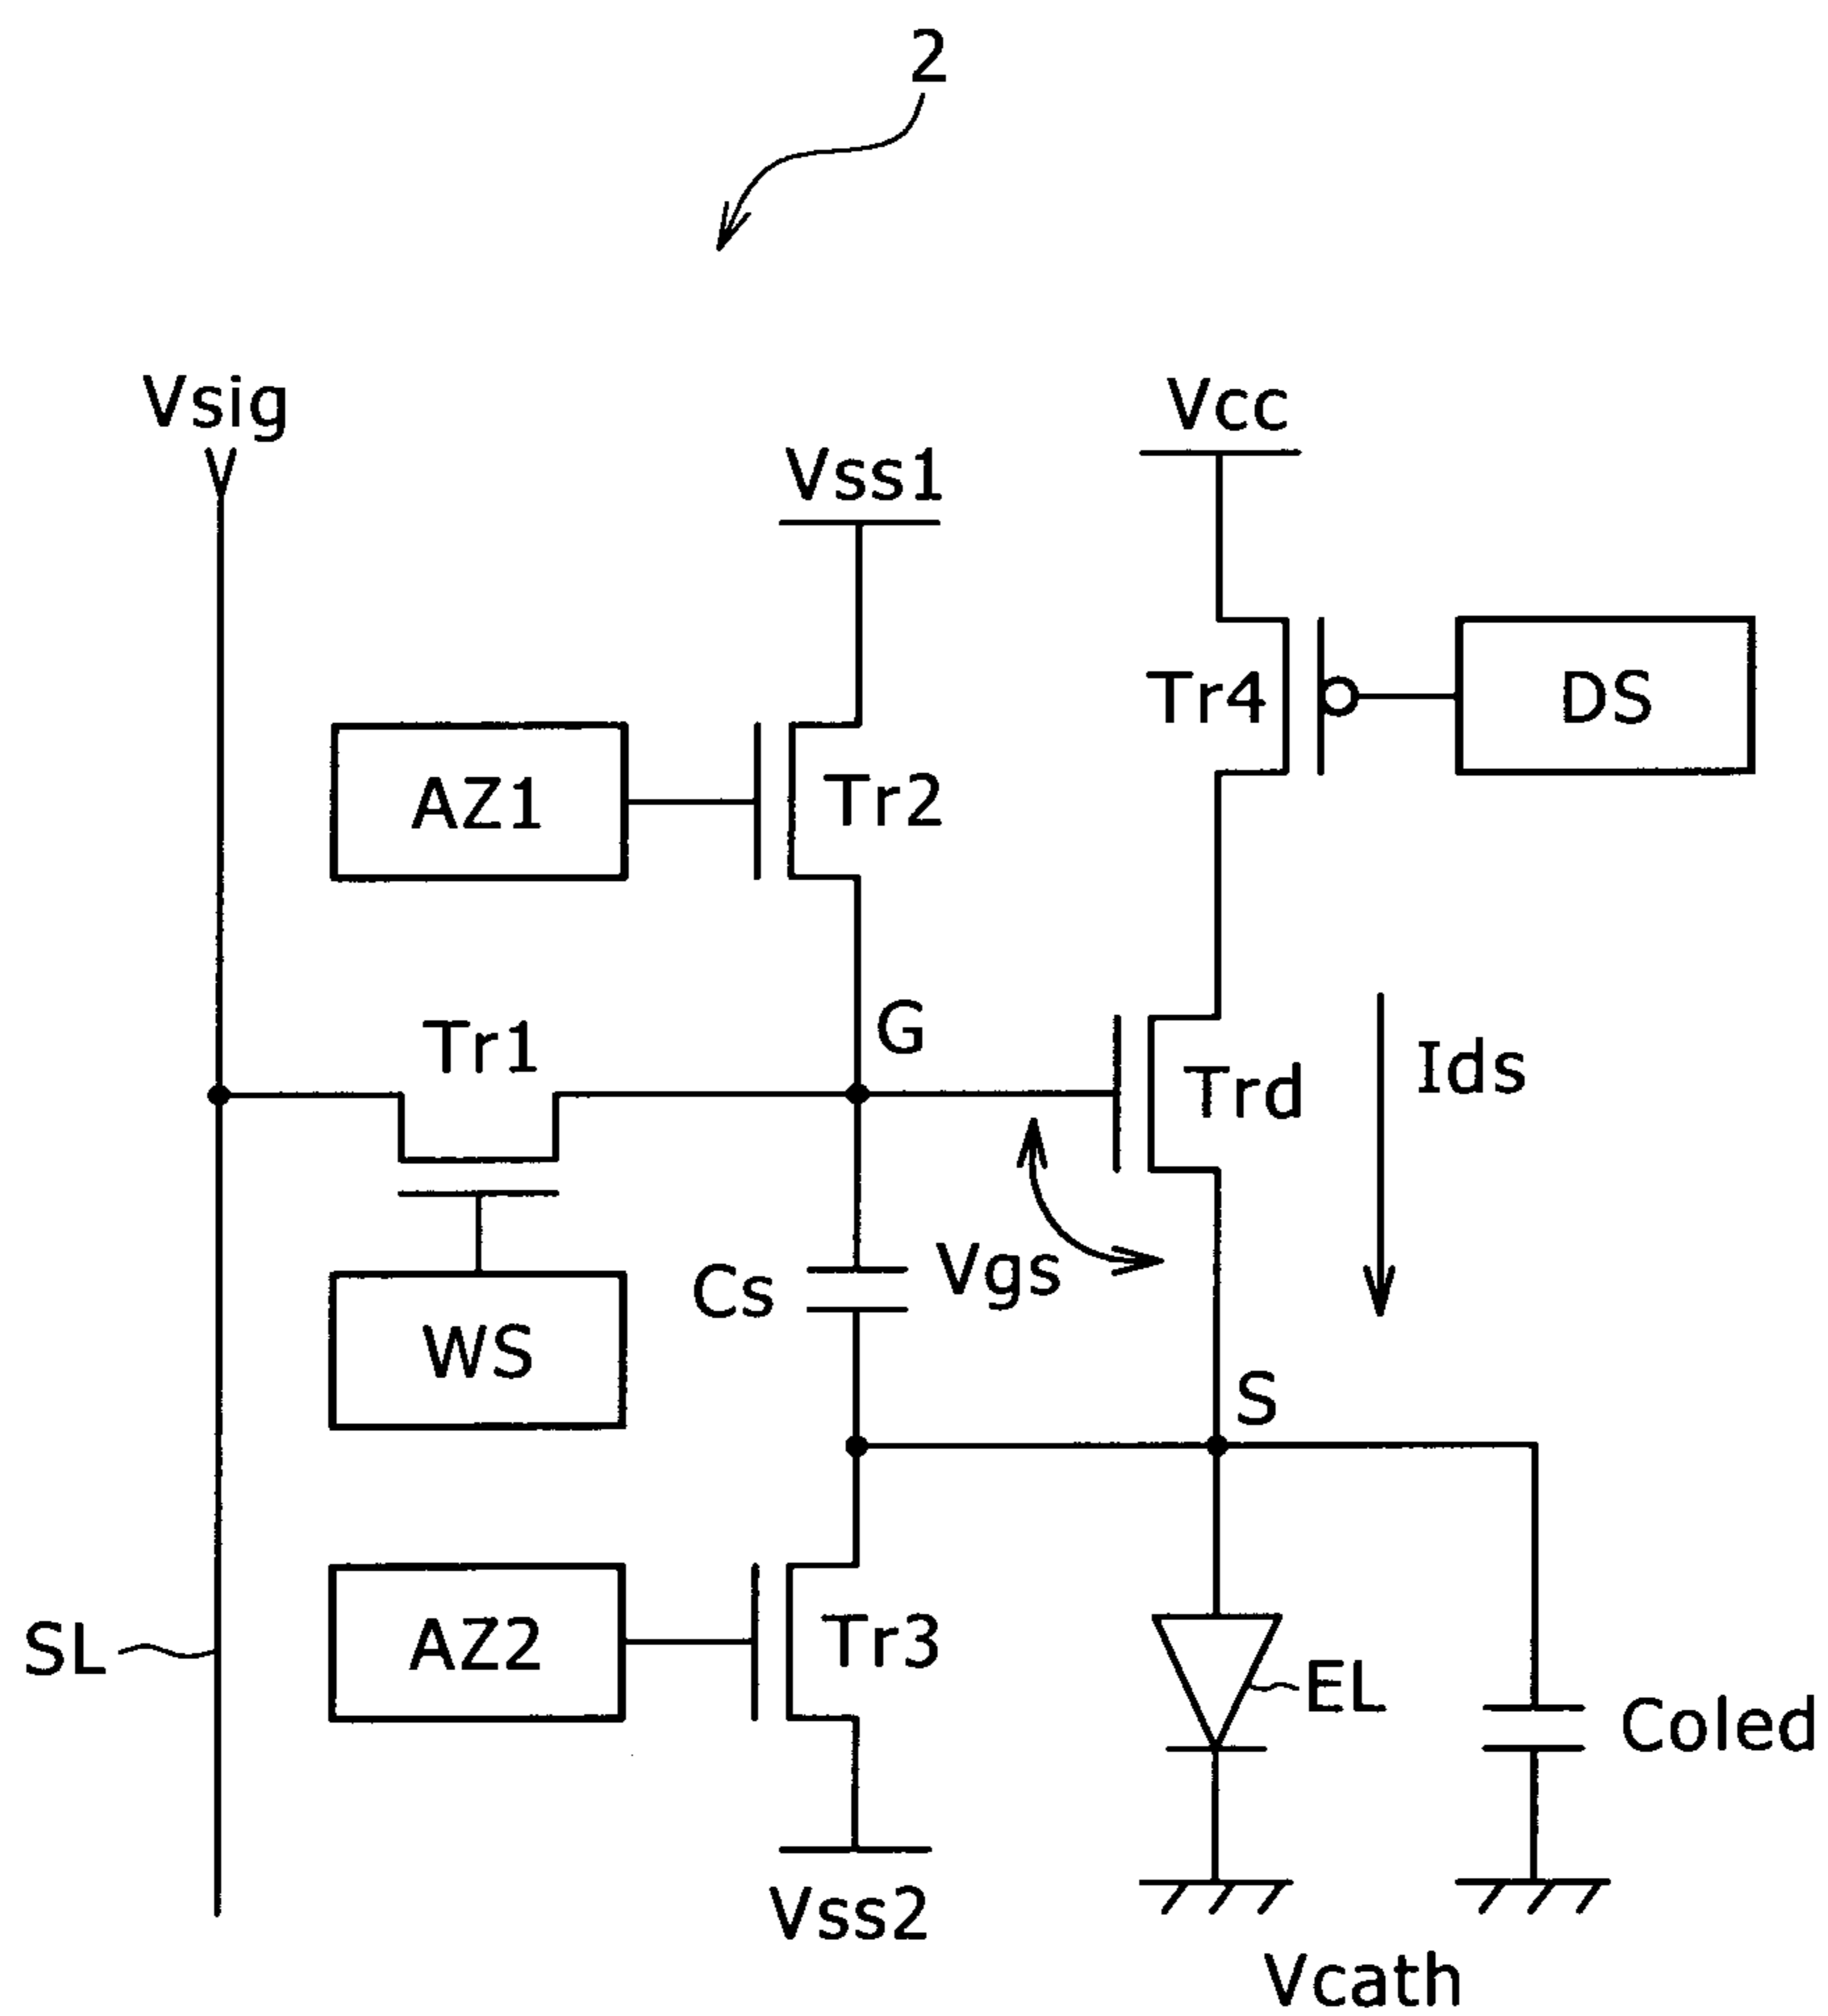 2
Vsig
Vcc
Vss1
Tr4
DS
AZ1
Tr2
G
Tr1
Ids
Trd
Vgs
Cs
WS
S
SL
AZ2
Tr3
EL
Coled
Vss2
Vcath